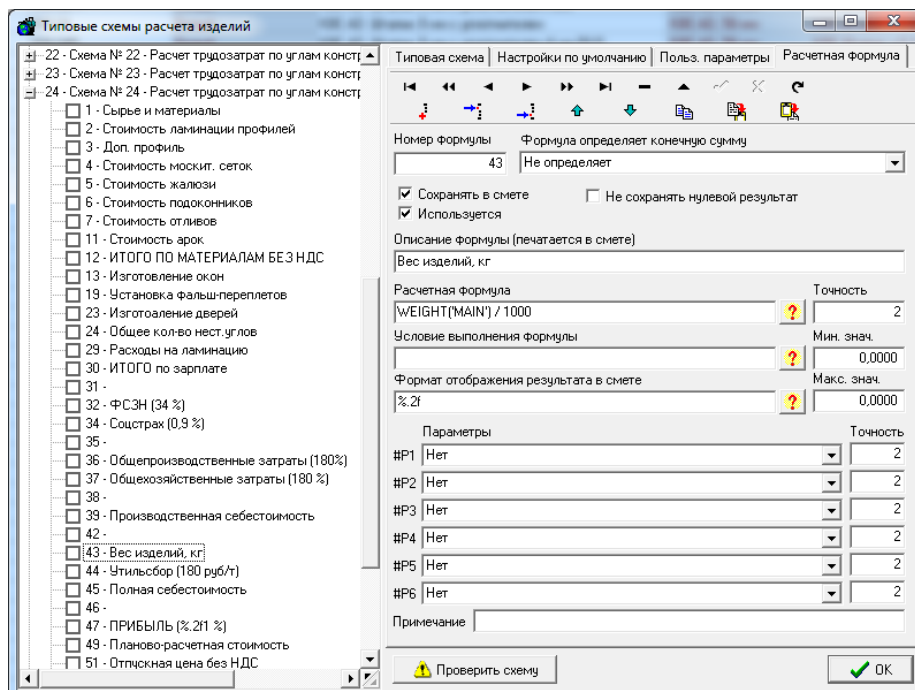 Типовые схемы расчета изделий
22 - Схема № 22 - Расчет трудозатрат по углам констр
23 - Схема № 23 - Расчет трудозатрат по углам констр
24 - Схема № 24 - Расчет трудозатрат по углам констр
1 - Сырье и материалы
2 - Стоимость ламинации профилей
3 - Доп. профиль
4 - Стоимость москит. сеток
5 - Стоимость жалюзи
6 - Стоимость подоконников
7 - Стоимость отливов
11 - Стоимость арок
12 - ИТОГО ПО МАТЕРИАЛАМ БЕЗ НДС
13 - Изготовление окон
19 - Установка фальш-переплетов
23 - Изготоаление дверей
24 - Общее кол-во нест.углов
29 - Расходы на ламинацию
30 - ИТОГО по зарплате
31 -
32 - ФСЗН (34 %)
34 - Соцстрах (0,9 %)
35 -
36 - Общепроизводственные затраты (180%)
37 - Общехозяйственные затраты (180 %)
38 -
39 - Производственная себестоимость
42 -
43 - Вес изделий, кг
44 - Утильсбор (180 руб/т)
45 - Полная себестоимость
46 -
47 - ПРИБЫЛЬ (%.2f1 %)
49 - Планово-расчетная стоимость
51 - Отпускная цена без НДС
Типовая схема Настройки по умолчанию Польз. параметры Расчетная формула
Номер формулы Формула определяет конечную сумму
43 Не определяет
Сохранять в смете Не сохранять нулевой результат
Используется
Описание формулы (печатается в смете)
Вес изделий, кг
Расчетная формула Точность
WEIGHT('MAIN') / 1000 ? 2
Условие выполнения формулы Мин. знач.
? 0,0000
Формат отображения результата в смете Макс. знач.
%.2f ? 0,0000
Параметры Точность
#P1 Нет 2
#P2 Нет 2
#P3 Нет 2
#P4 Нет 2
#P5 Нет 2
#P6 Нет 2
Примечание
Проверить схему OK